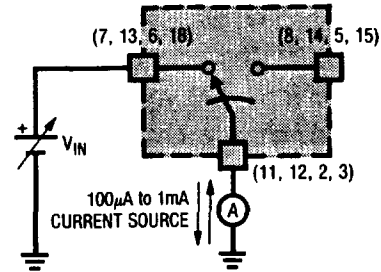 (7, 13, 6, 18)
(8, 14, 5, 15)
+
VIN
(11, 12, 2, 3)
100μA to 1mA
CURRENT SOURCE
A